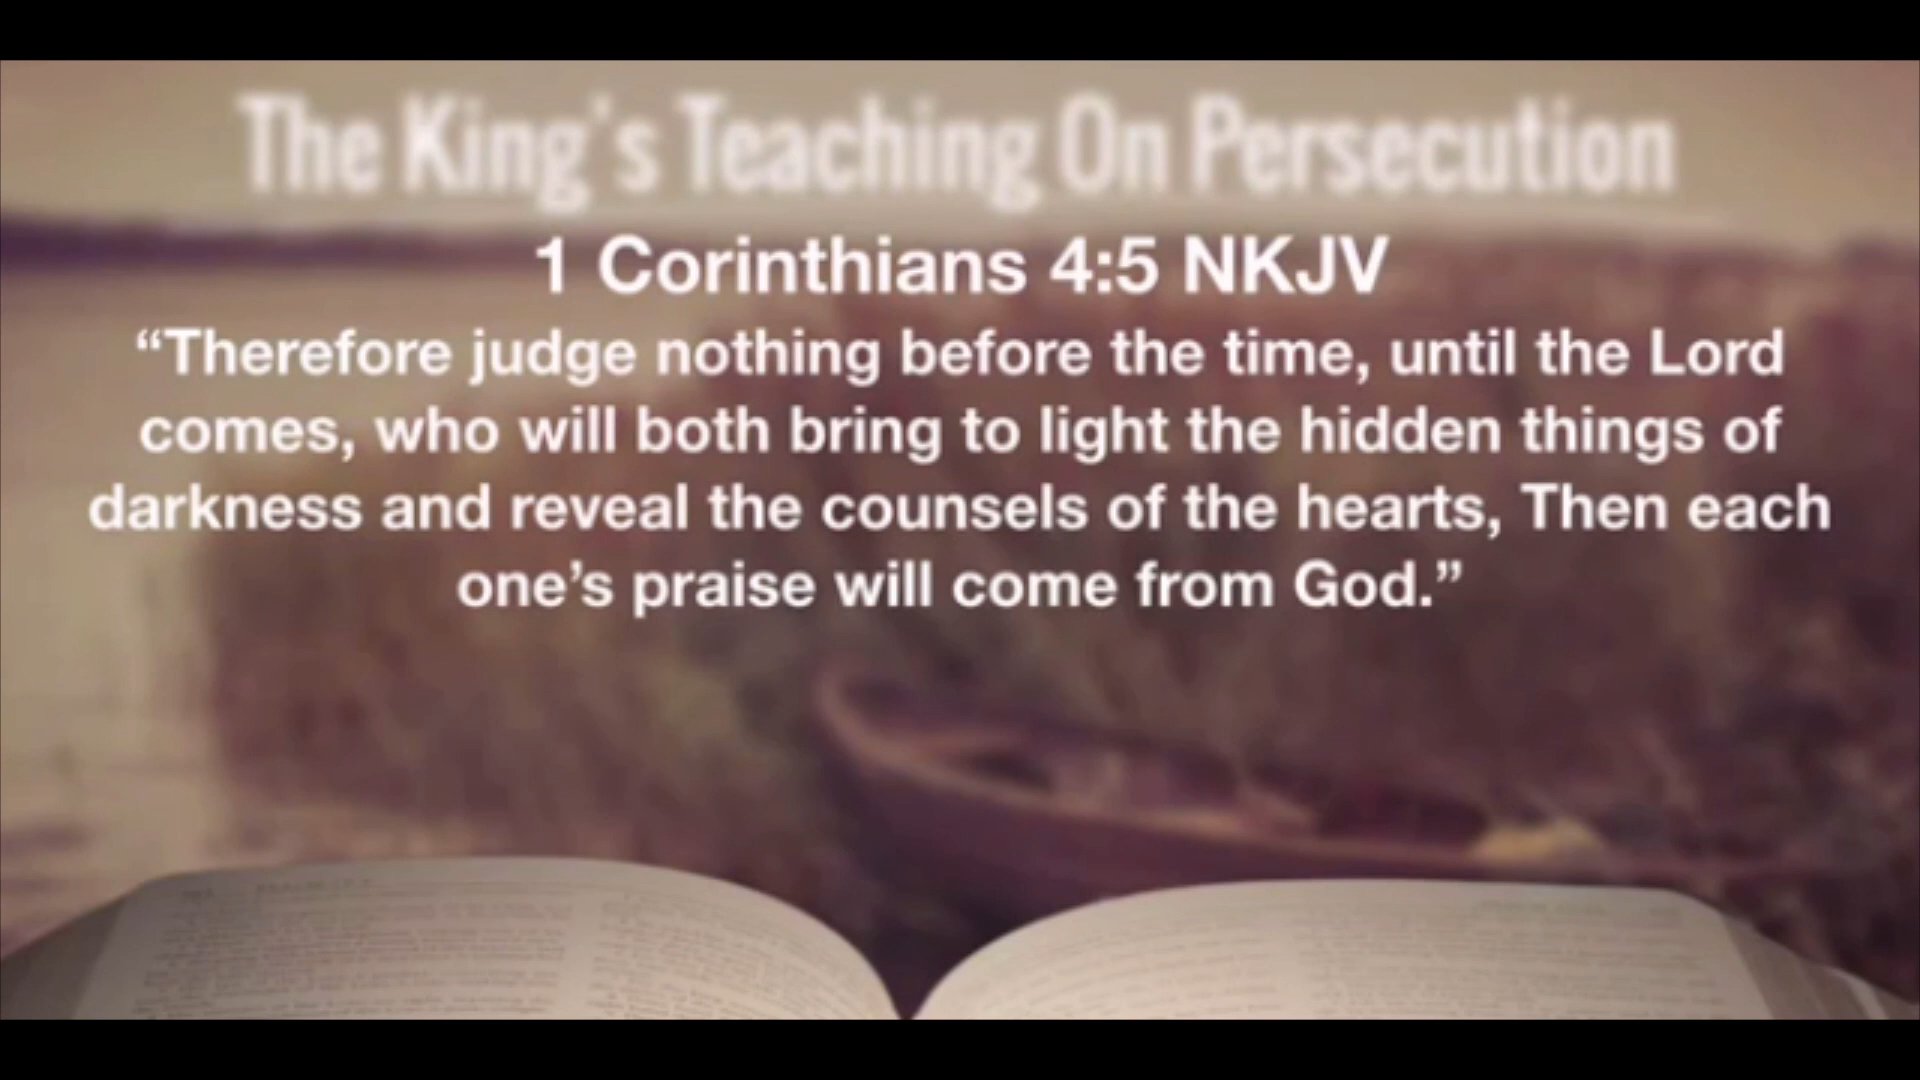 The King's Teaching On Persecution
1 Corinthians 4:5 NKJV
“Therefore judge nothing before the time, until the Lord
comes, who will both bring to light the hidden things of
darkness and reveal the counsels of the hearts, Then each
one’s praise will come from God.”